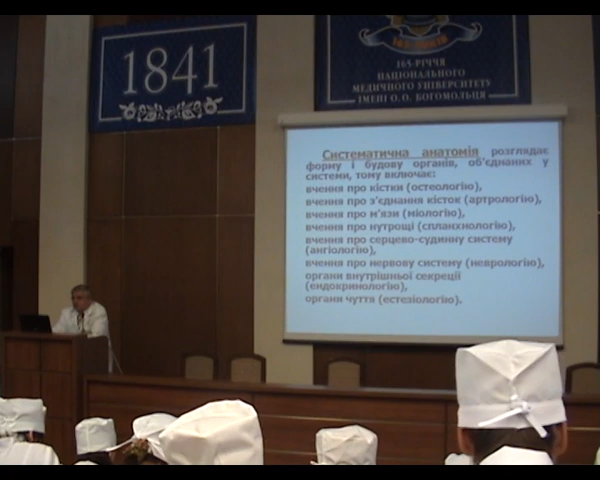 1841
165 РОКІВ
165-РІЧЧЯ
НАЦІОНАЛЬНОГО
МЕДИЧНОГО УНІВЕРСИТЕТУ
ІМЕНІ О. О. БОГОМОЛЬЦЯ
Систематична анатомія розглядає
форму і будову органів, об'єднаних у
системи, тому включає:
вчення про кістки (остеологію),
вчення про з'єднання кісток (артрологію),
вчення про м'язи (міологію),
вчення про нутрощі (спланхнологію),
вчення про серцево-судинну систему
(ангіологію),
вчення про нервову систему (неврологію),
органи внутрішньої секреції
(ендокринологію),
органи чуття (естезіологію).